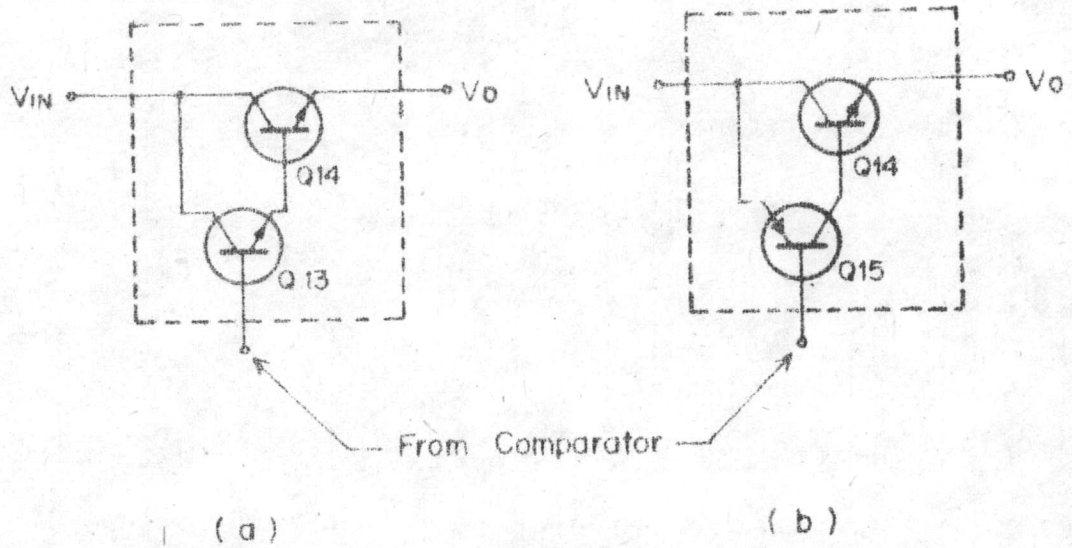 VIN
VO
Q14
Q13
VIN
VO
Q14
Q15
From Comparator
(a)
(b)